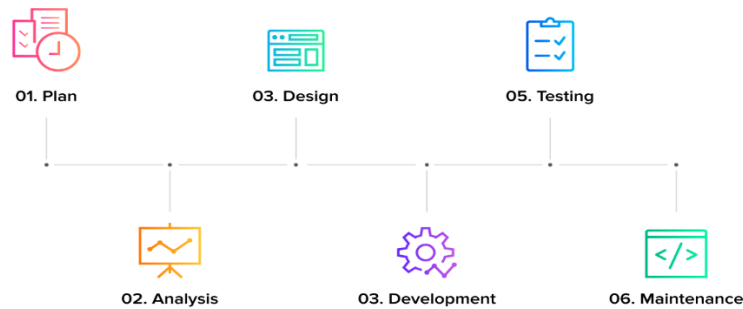 01. Plan
03. Design
05. Testing
</>
02. Analysis
03. Development
06. Maintenance